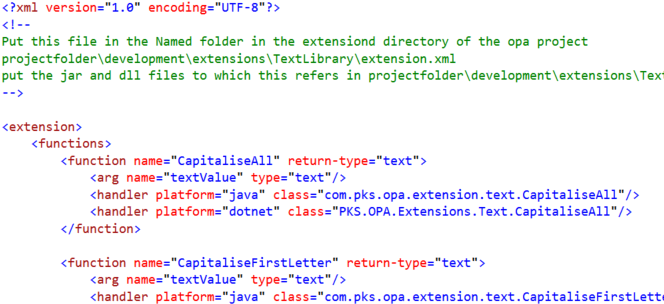 <?xml version="1.0" encoding="UTF-8"?>
<!--
Put this file in the Named folder in the extensiond directory of the opa project
projectfolder\development\extensions\TextLibrary\extension.xml
put the jar and dll files to which this refers in projectfolder\development\extensions\Tex
-->
<extension>
<functions>
<function name="CapitaliseAll" return-type="text">
<arg name="textValue" type="text"/>
<handler platform="java" class="com.pks.opa.extension.text.CapitaliseAll"/>
<handler platform="dotnet" class="PKS.OPA.Extensions.Text.CapitaliseAll"/>
</function>
<function name="CapitaliseFirstLetter" return-type="text">
<arg name="textValue" type="text"/>
<handler platform="java" class="com.pks.opa.extension.text.CapitaliseFirstLette